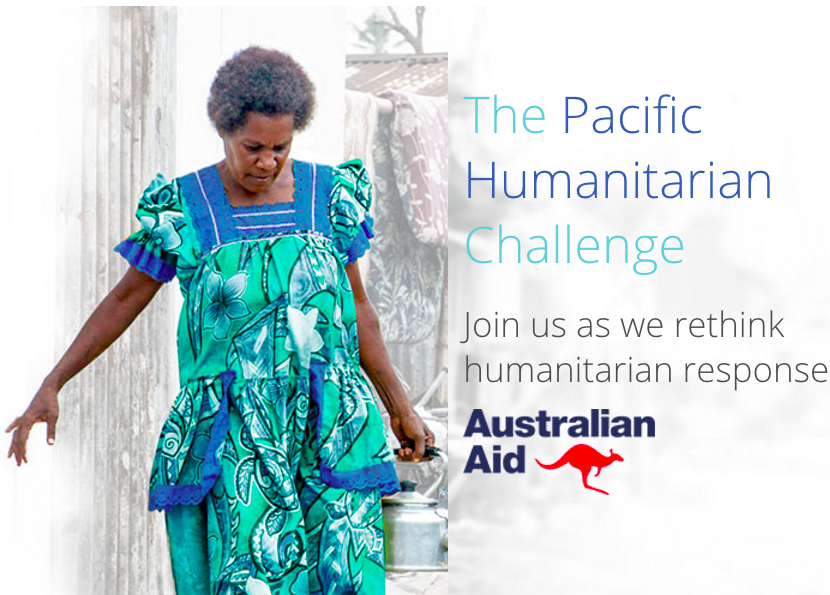 The Pacific
Humanitarian
Challenge
Join us as we rethink
humanitarian response
Australian
Aid